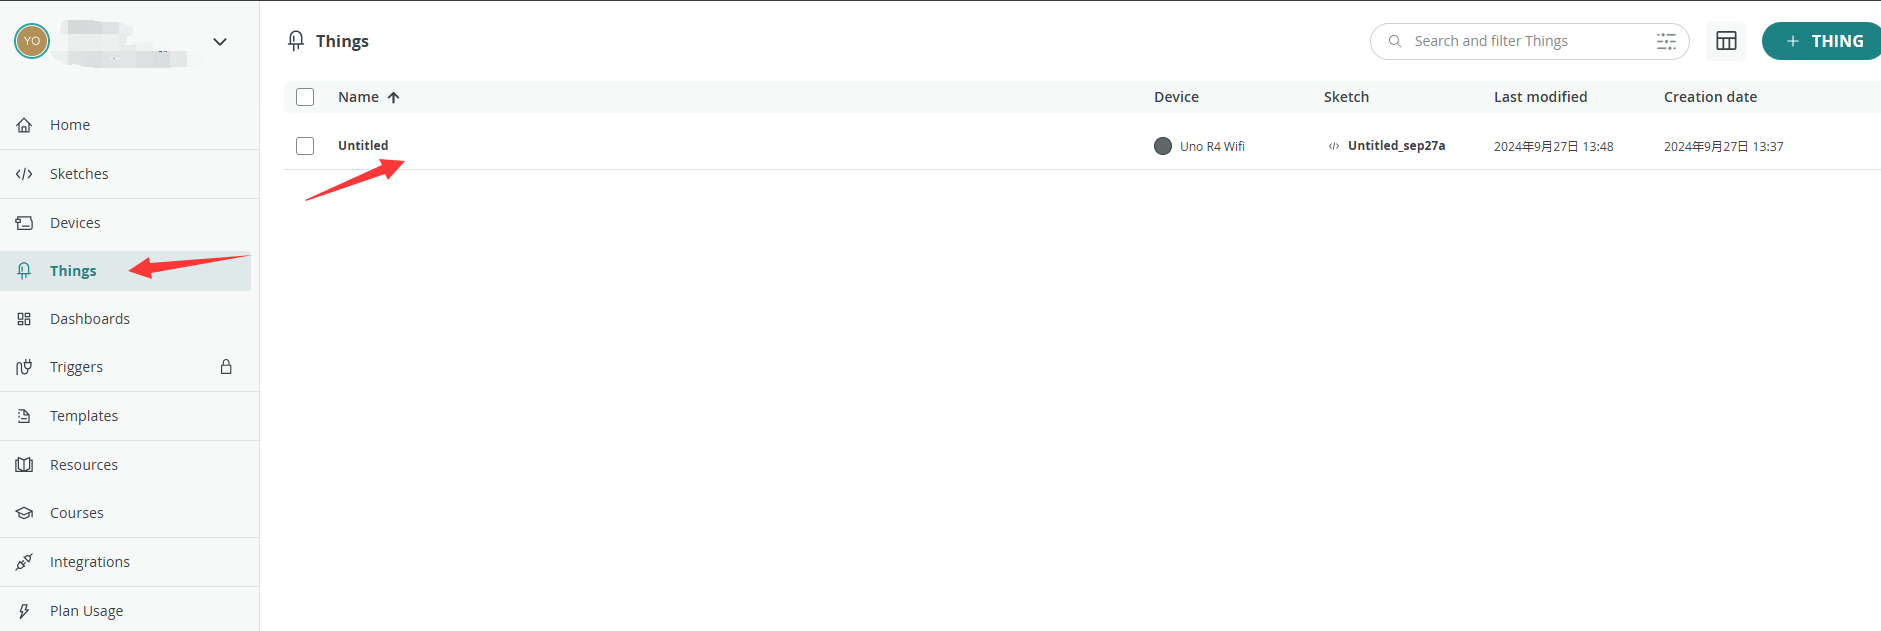 YO
Home
Sketches
Devices
Things
Dashboards
Triggers
Templates
Resources
Courses
Integrations
Plan Usage
Things
Search and filter Things
+ THING
Name Device Sketch Last modified Creation date
Untitled Uno R4 Wifi </> Untitled_sep27a 2024年9月27日 13:48 2024年9月27日 13:37